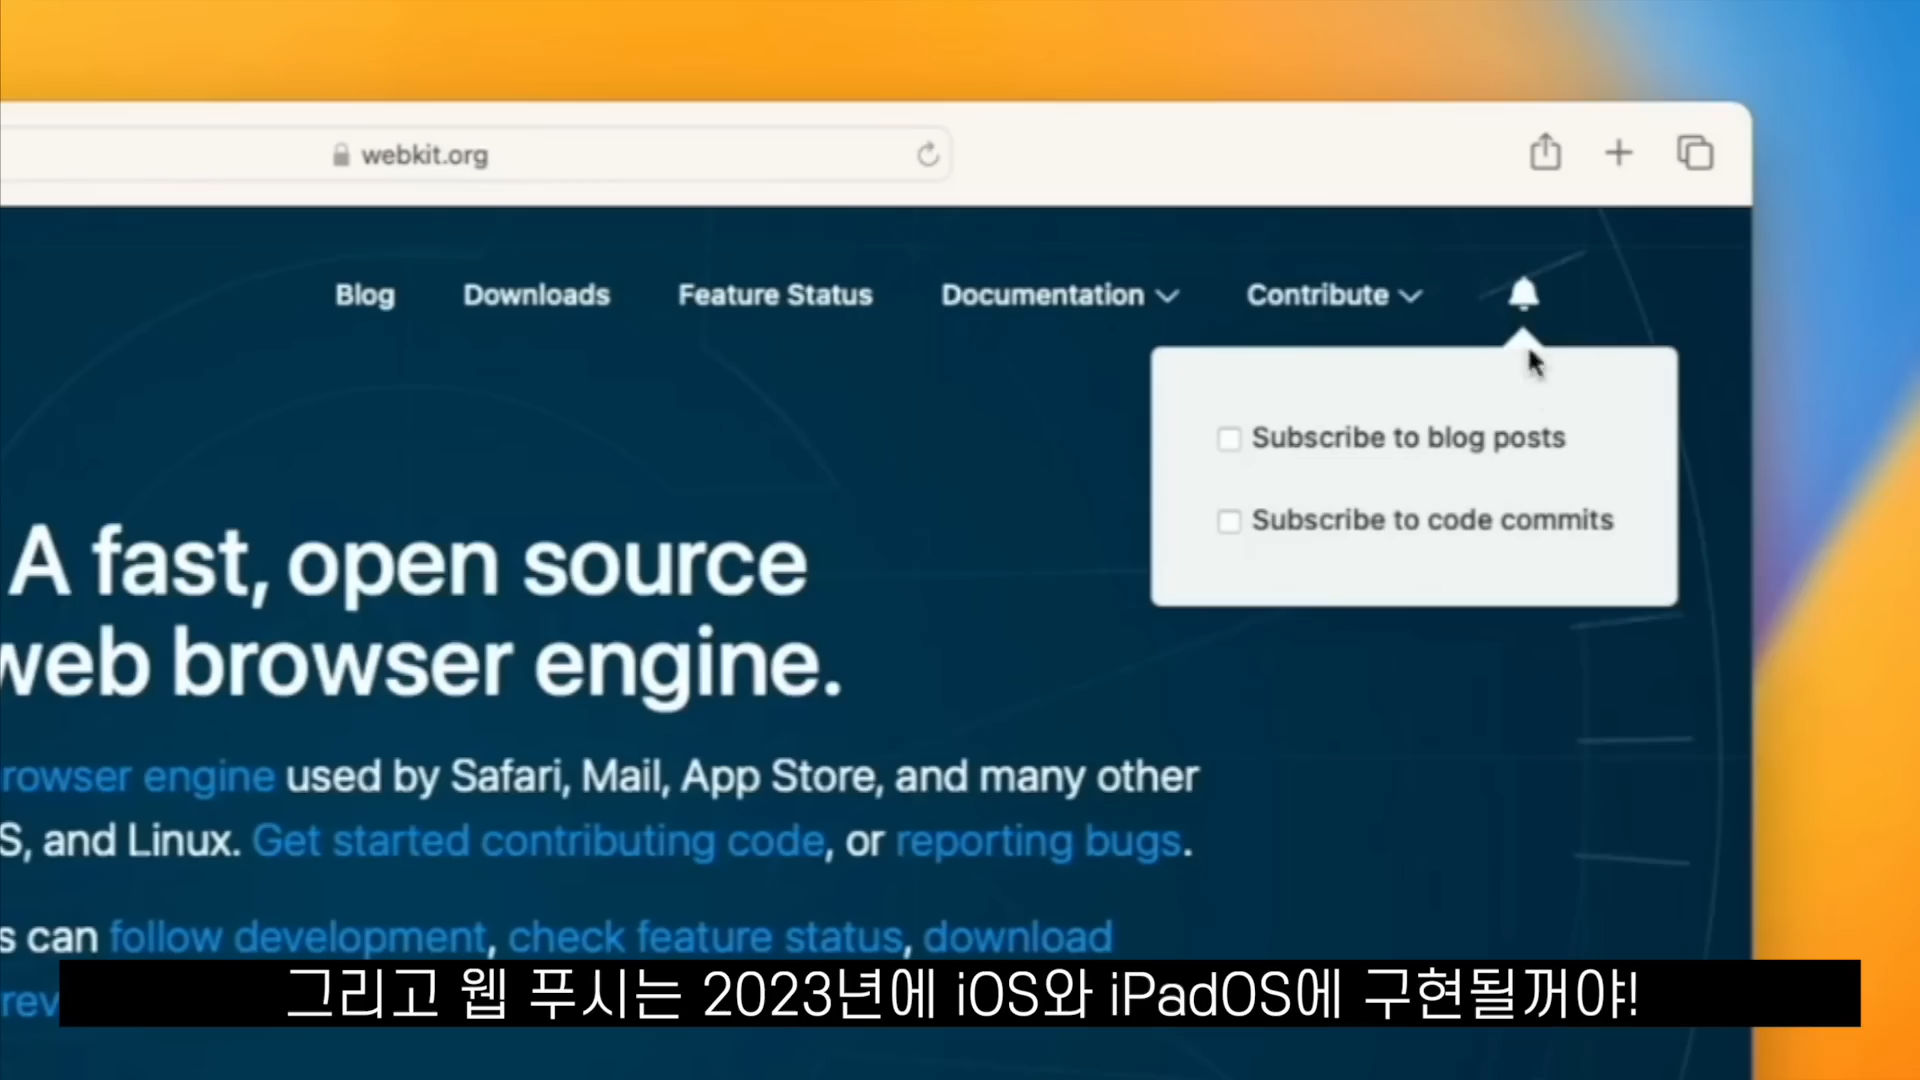 webkit.org
Blog Downloads Feature Status Documentation Contribute
Subscribe to blog posts
Subscribe to code commits
A fast, open source
web browser engine.
browser engine used by Safari, Mail, App Store, and many other
S, and Linux. Get started contributing code, or reporting bugs.
s can follow development, check feature status, download
그리고 웹 푸시는 2023년에 iOS와 iPadOS에 구현될꺼야!